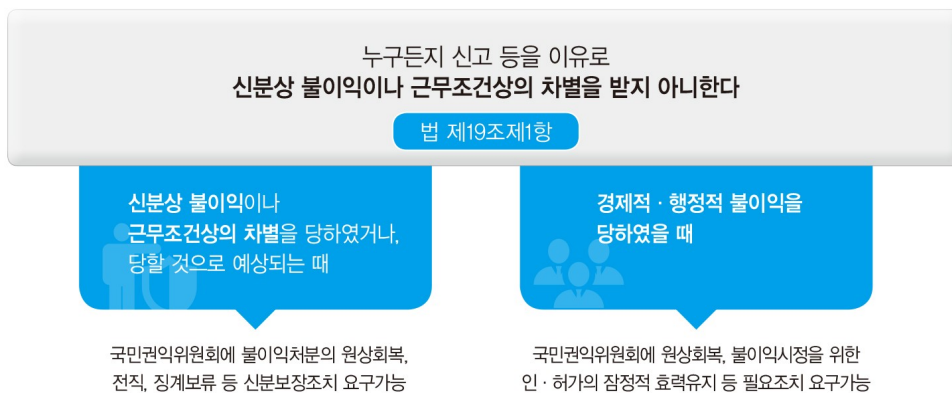 누구든지 신고 등을 이유로
신분상 불이익이나 근무조건상의 차별을 받지 아니한다
법 제19조제1항
신분상 불이익이나
근무조건상의 차별을 당하였거나,
당할 것으로 예상되는 때
국민권익위원회에 불이익처분의 원상회복,
전직, 징계보류 등 신분보장조치 요구가능
경제적 · 행정적 불이익을
당하였을 때
국민권익위원회에 원상회복, 불이익시정을 위한
인 · 허가의 잠정적 효력유지 등 필요조치 요구가능